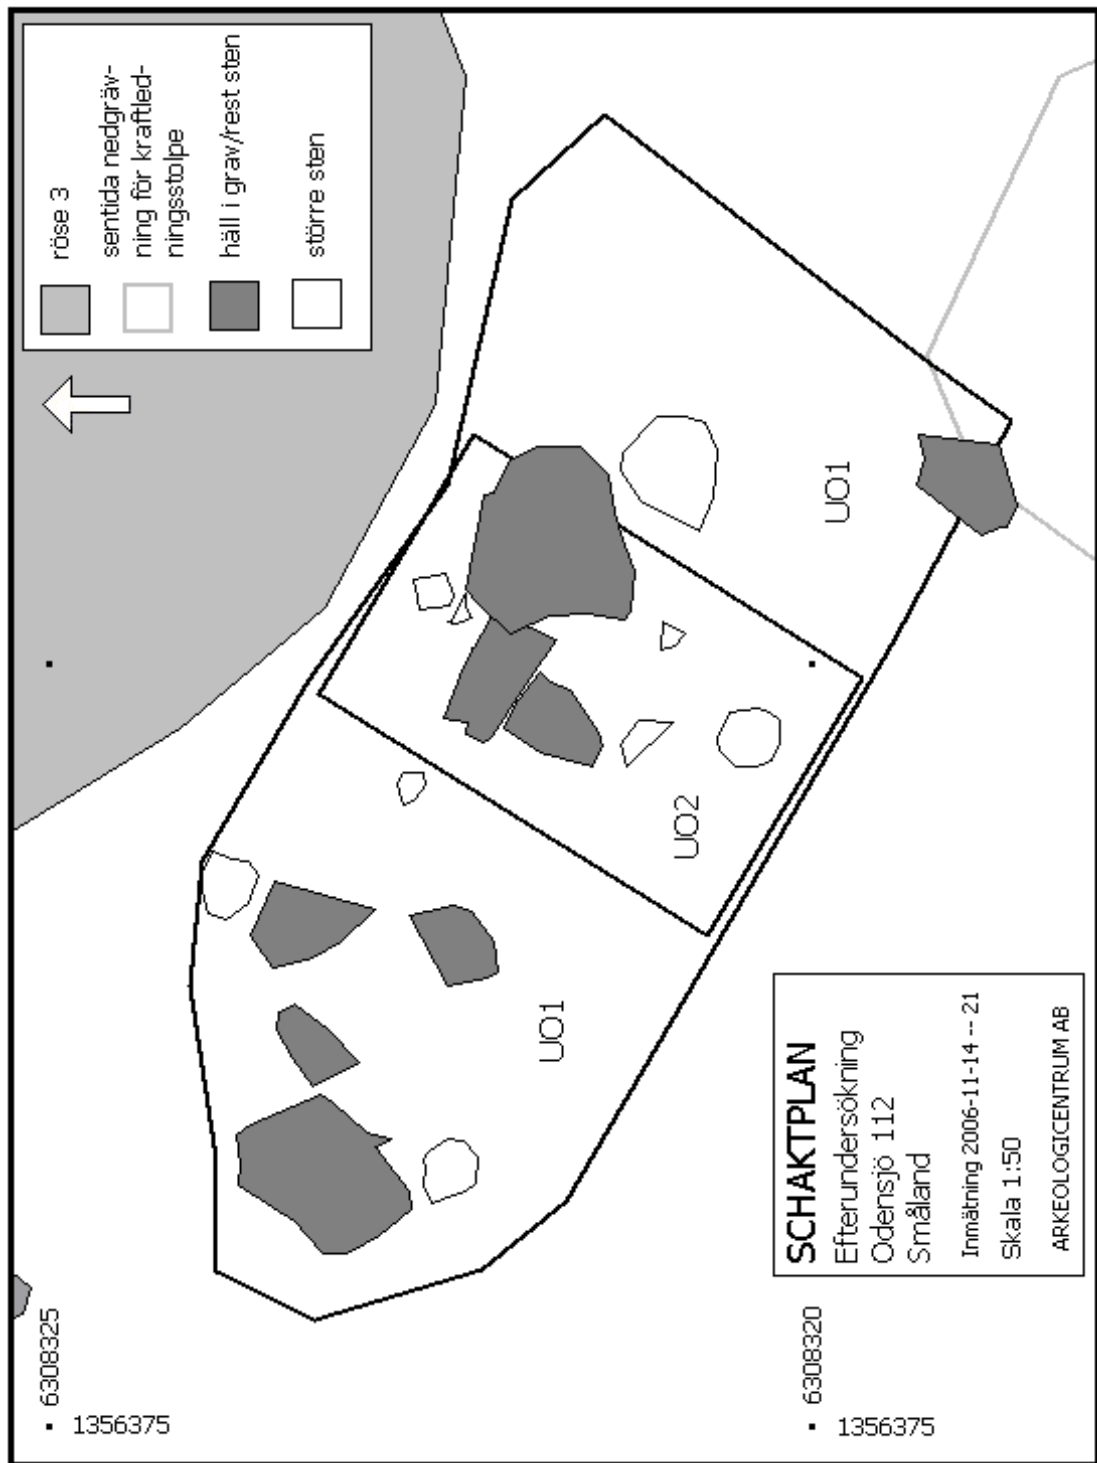 röse 3
sentida nedgräv-
ning för kraftled-
ningsstolpe
häll i grav/rest sten
större sten
UO1
UO2
UO1
6308325
1356375
6308320
1356375
SCHAKTPLAN
Efterundersökning
Odensjö 112
Småland
Inmätning 2006-11-14 -- 21
Skala 1:50
ARKEOLOGICENTRUM AB